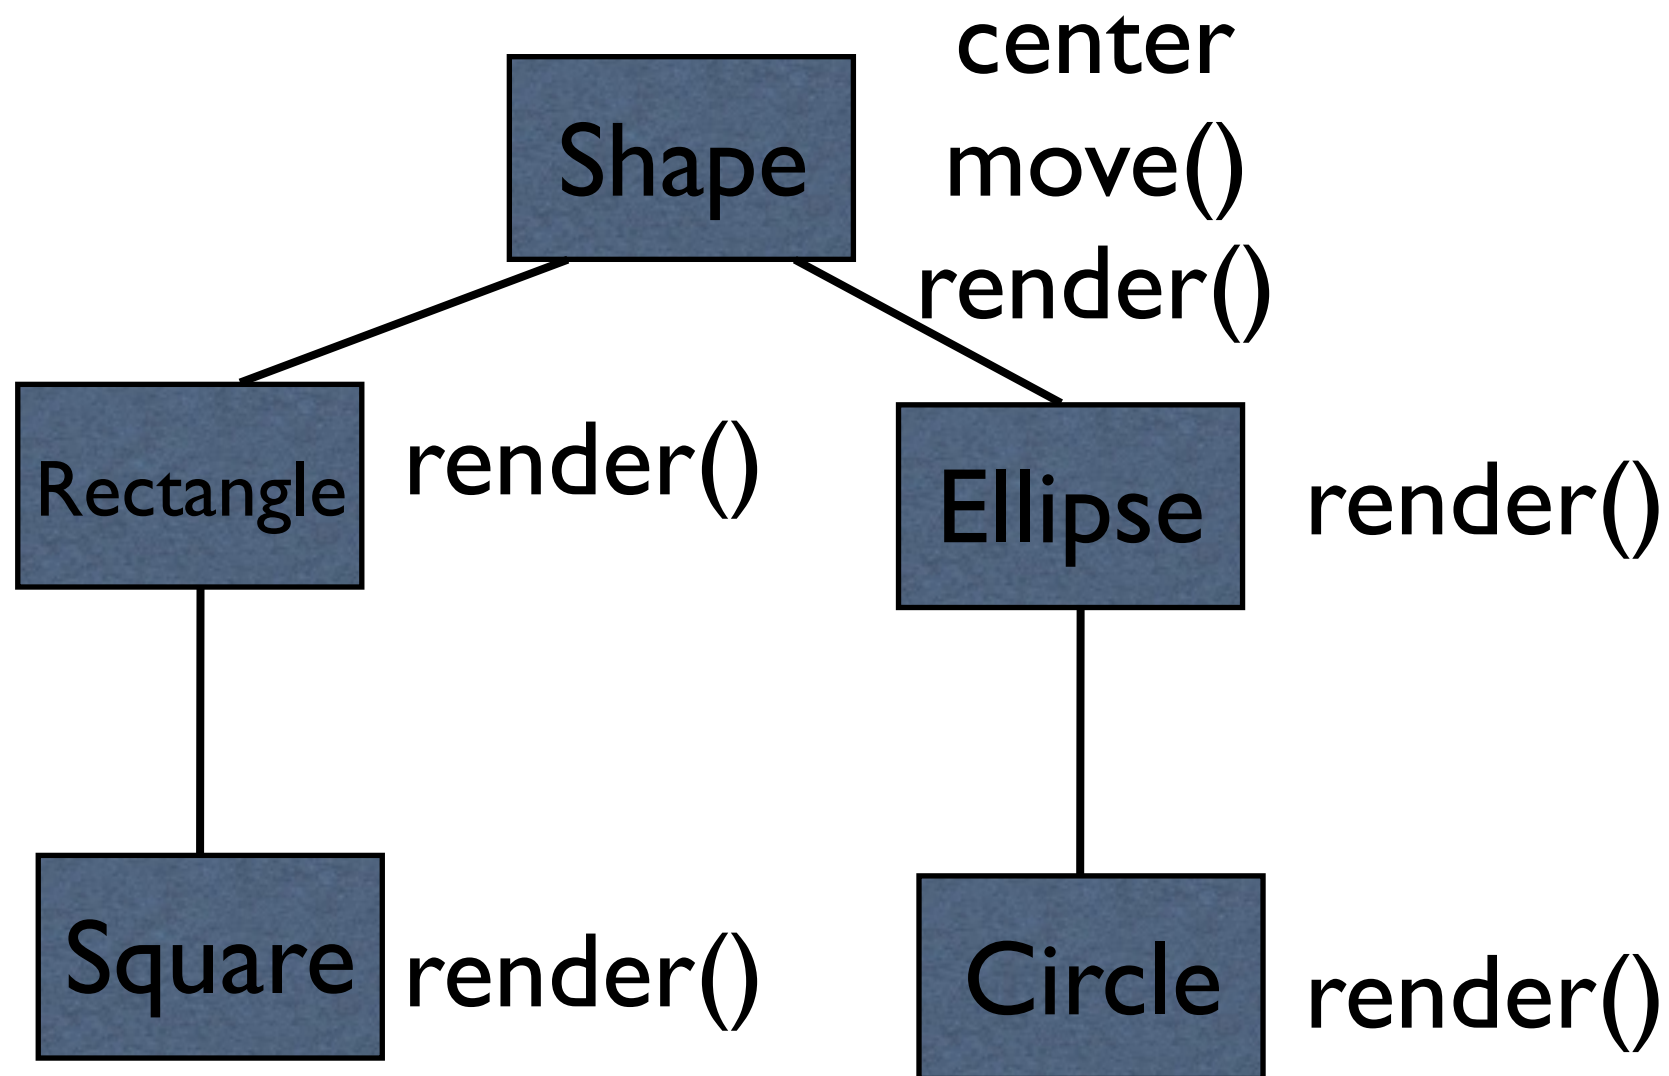 center
Shape
move()
render()
Rectangle
render()
Ellipse
render()
Square
render()
Circle
render()